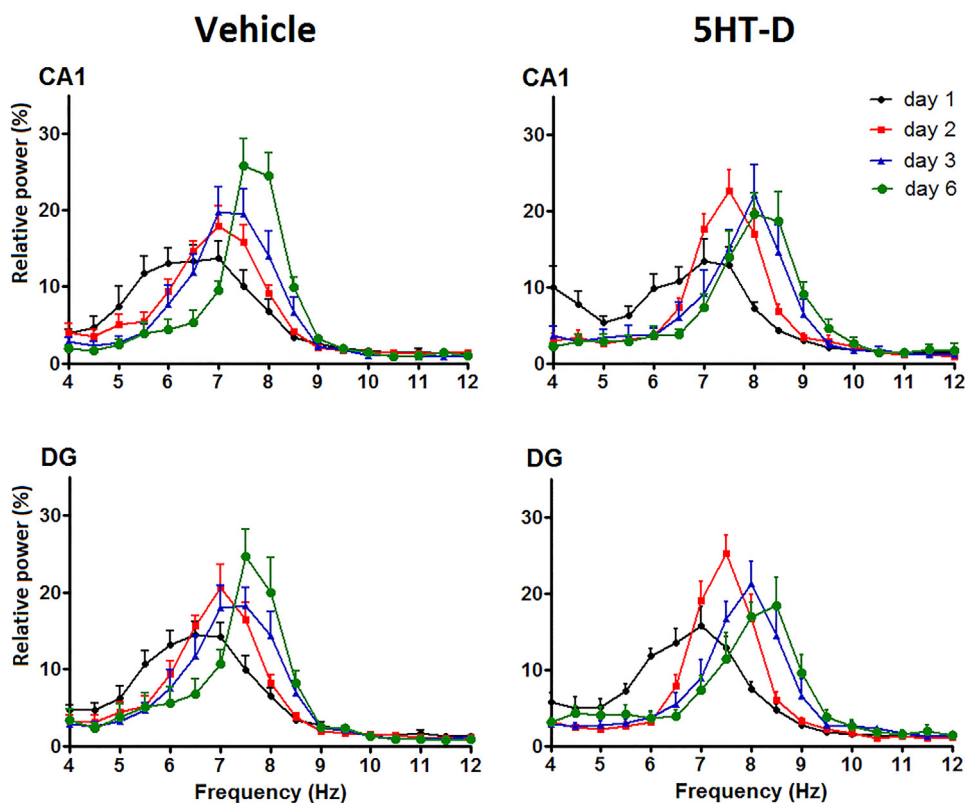 Vehicle
5HT-D
CA1
Relative power (%)
30
20
10
0
4 5 6 7 8 9 10 11 12
CA1
30
20
10
0
4 5 6 7 8 9 10 11 12
day 1
day 2
day 3
day 6
DG
Relative power (%)
30
20
10
0
4 5 6 7 8 9 10 11 12
Frequency (Hz)
DG
30
20
10
0
4 5 6 7 8 9 10 11 12
Frequency (Hz)